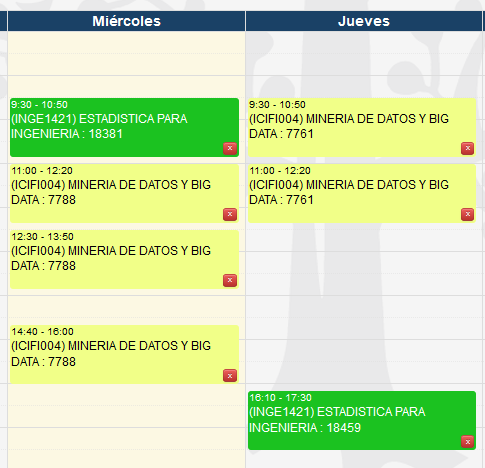 Miércoles
Jueves
9:30 - 10:50
(INGE1421) ESTADISTICA PARA
INGENIERIA : 18381
x
11:00 - 12:20
(ICIFI004) MINERIA DE DATOS Y BIG
DATA : 7788
x
12:30 - 13:50
(ICIFI004) MINERIA DE DATOS Y BIG
DATA : 7788
x
14:40 - 16:00
(ICIFI004) MINERIA DE DATOS Y BIG
DATA : 7788
x
9:30 - 10:50
(ICIFI004) MINERIA DE DATOS Y BIG
DATA : 7761
x
11:00 - 12:20
(ICIFI004) MINERIA DE DATOS Y BIG
DATA : 7761
x
16:10 - 17:30
(INGE1421) ESTADISTICA PARA
INGENIERIA : 18459
x